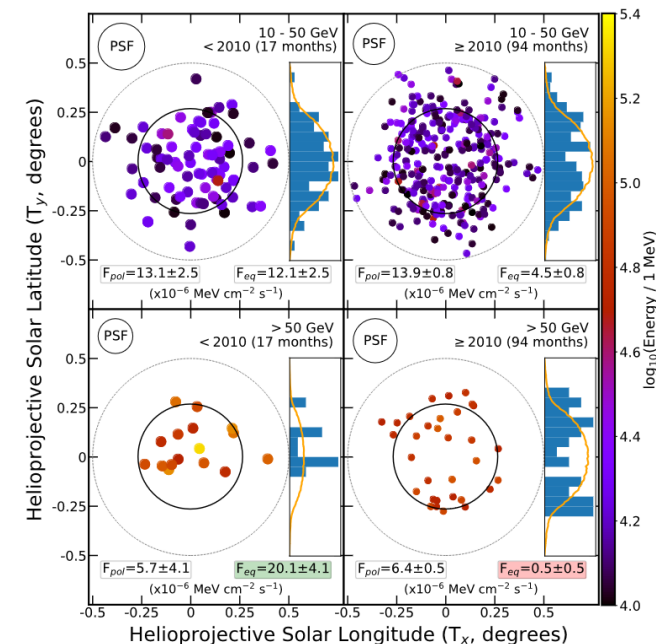 PSF
10 - 50 GeV
< 2010 (17 months)
PSF
10 - 50 GeV
≥ 2010 (94 months)
0.5
0.25
0
-0.25
-0.5
F_pol=13.1±2.5
F_eq=12.1±2.5
(x10⁻⁶ MeV cm⁻² s⁻¹)
F_pol=13.9±0.8
F_eq=4.5±0.8
(x10⁻⁶ MeV cm⁻² s⁻¹)
PSF
> 50 GeV
< 2010 (17 months)
PSF
> 50 GeV
≥ 2010 (94 months)
0.5
0.25
0
-0.25
-0.5
F_pol=5.7±4.1
F_eq=20.1±4.1
(x10⁻⁶ MeV cm⁻² s⁻¹)
F_pol=6.4±0.5
F_eq=0.5±0.5
(x10⁻⁶ MeV cm⁻² s⁻¹)
-0.5 -0.25 0 0.25 0.5 -0.25 0 0.25 0.5
Helioprojective Solar Longitude (T_x, degrees)
Helioprojective Solar Latitude (T_y, degrees)
5.4
5.2
5.0
4.8
4.6
4.4
4.2
4.0
log₁₀(Energy / 1 MeV)